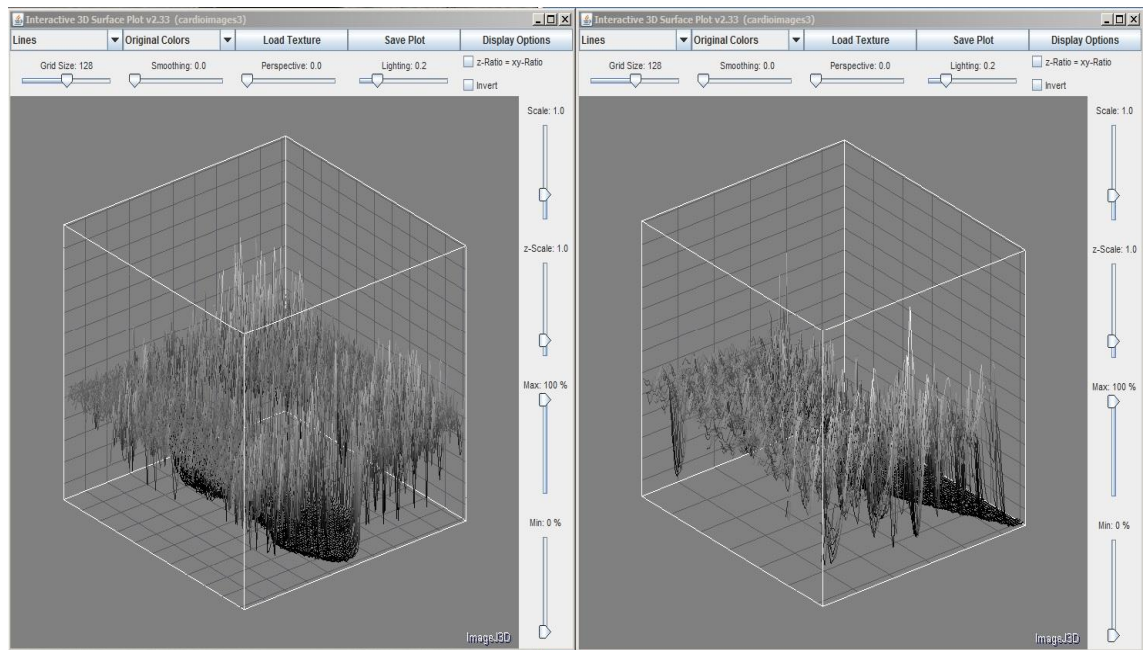 Interactive 3D Surface Plot v2.33 (cardioimages3)
Lines Original Colors Load Texture Save Plot Display Options
Grid Size: 128 Smoothing: 0.0 Perspective: 0.0 Lighting: 0.2 z-Ratio = xy-Ratio
Invert
Scale: 1.0
z-Scale: 1.0
Max: 100 %
Min: 0 %
ImageJ3D
Interactive 3D Surface Plot v2.33 (cardioimages3)
Lines Original Colors Load Texture Save Plot Display Options
Grid Size: 128 Smoothing: 0.0 Perspective: 0.0 Lighting: 0.2 z-Ratio = xy-Ratio
Invert
Scale: 1.0
z-Scale: 1.0
Max: 100 %
Min: 0 %
ImageJ3D